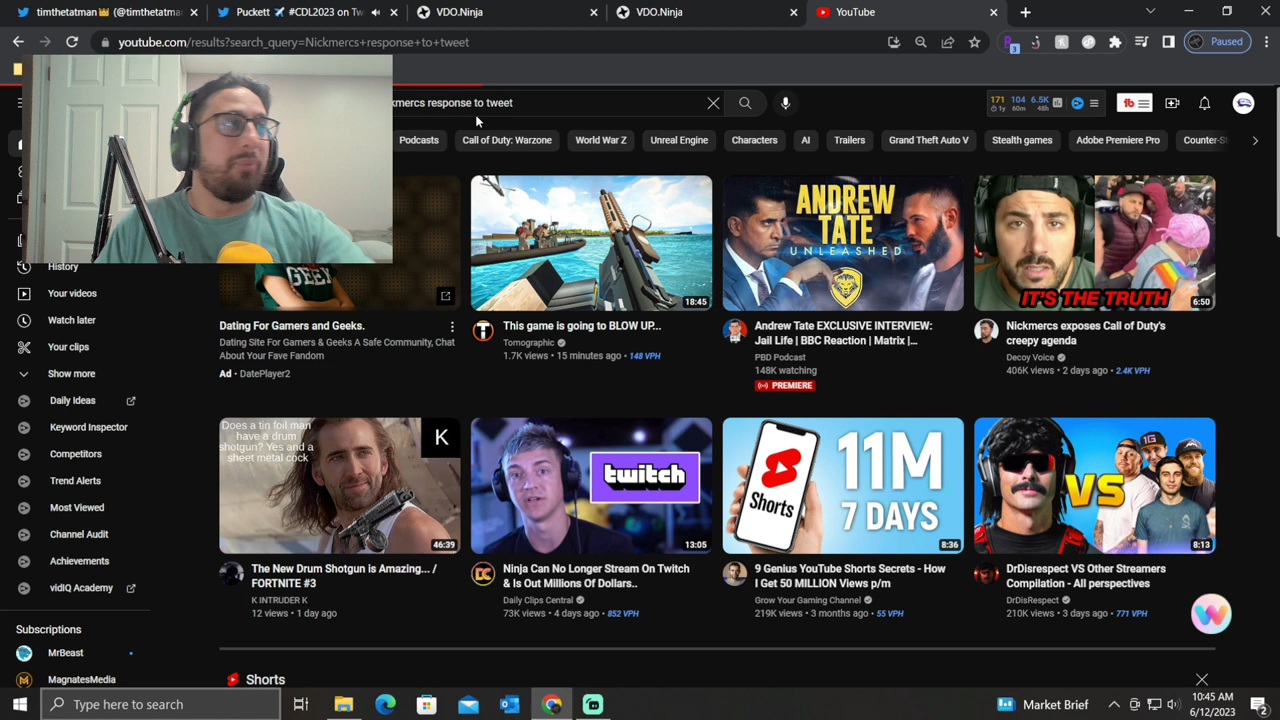 timthetatman👑 (@timthetatma
Puckett ✈️ #CDL2023 on Tw
VDO.Ninja
VDO.Ninja
YouTube
youtube.com/results?search_query=Nickmercs+response+to+tweet
3
Paused
kmercs response to tweet
171 104 6.5K
1y 60m 48h
Podcasts
Call of Duty: Warzone
World War Z
Unreal Engine
Characters
AI
Trailers
Grand Theft Auto V
Stealth games
Adobe Premiere Pro
Counter-S
GEEKY
18:45
ANDREW
TATE
UNLEASHED
IT'S THE TRUTH
6:50
History
Your videos
Watch later
Your clips
Show more
Daily Ideas
Keyword Inspector
Competitors
Trend Alerts
Most Viewed
Channel Audit
Achievements
vidIQ Academy
Subscriptions
MrBeast
MagnatesMedia
Dating For Gamers and Geeks.
Dating Site For Gamers & Geeks A Safe Community, Chat
About Your Fave Fandom
Ad • DatePlayer2
This game is going to BLOW UP...
Tomographic
1.7K views • 15 minutes ago • 148 VPH
Andrew Tate EXCLUSIVE INTERVIEW:
Jail Life | BBC Reaction | Matrix |...
PBD Podcast
148K watching
PREMIERE
Nickmercs exposes Call of Duty's
creepy agenda
Decoy Voice
406K views • 2 days ago • 2.4K VPH
Does a tin foil man
have a drum
shotgun? Yes and a
sheet metal cock
K
46:39
twitch
13:05
Shorts
11M
7 DAYS
8:36
VS
8:13
The New Drum Shotgun is Amazing... /
FORTNITE #3
K INTRUDER K
12 views • 1 day ago
Ninja Can No Longer Stream On Twitch
& Is Out Millions Of Dollars..
Daily Clips Central
73K views • 4 days ago • 852 VPH
9 Genius YouTube Shorts Secrets - How
I Get 50 MILLION Views p/m
Grow Your Gaming Channel
219K views • 3 months ago • 55 VPH
DrDisrespect VS Other Streamers
Compilation - All perspectives
DrDisRespect
210K views • 3 days ago • 771 VPH
Shorts
Type here to search
Market Brief
10:45 AM
6/12/2023
2